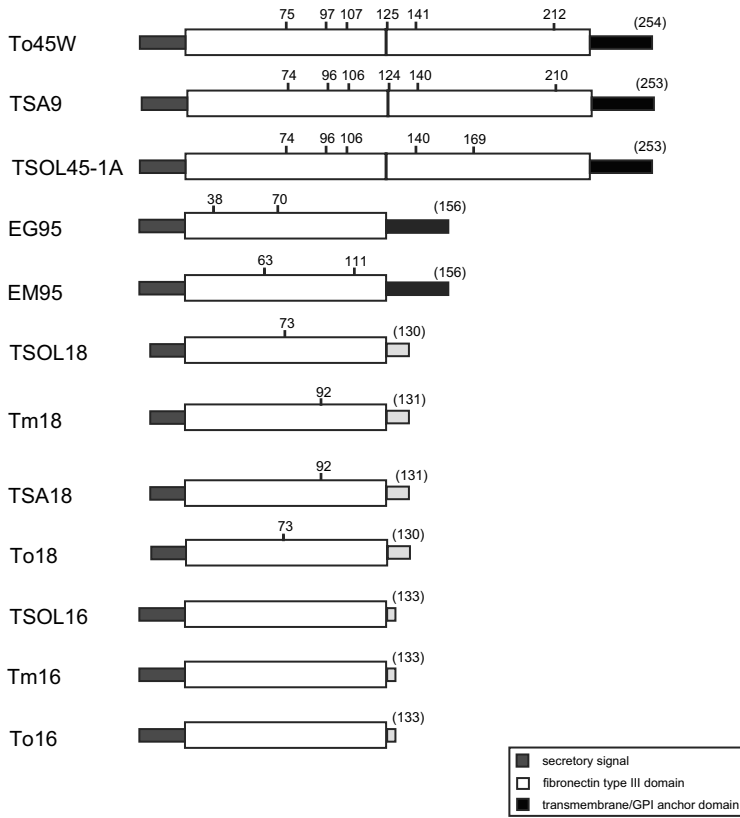 75 97 107 125 141 212 (254)
To45W
74 96 106 124 140 210 (253)
TSA9
74 96 106 140 169 (253)
TSOL45-1A
38 70 (156)
EG95
63 111 (156)
EM95
73 (130)
TSOL18
92 (131)
Tm18
92 (131)
TSA18
73 (130)
To18
(133)
TSOL16
(133)
Tm16
(133)
To16
secretory signal
fibronectin type III domain
transmembrane/GPI anchor domain